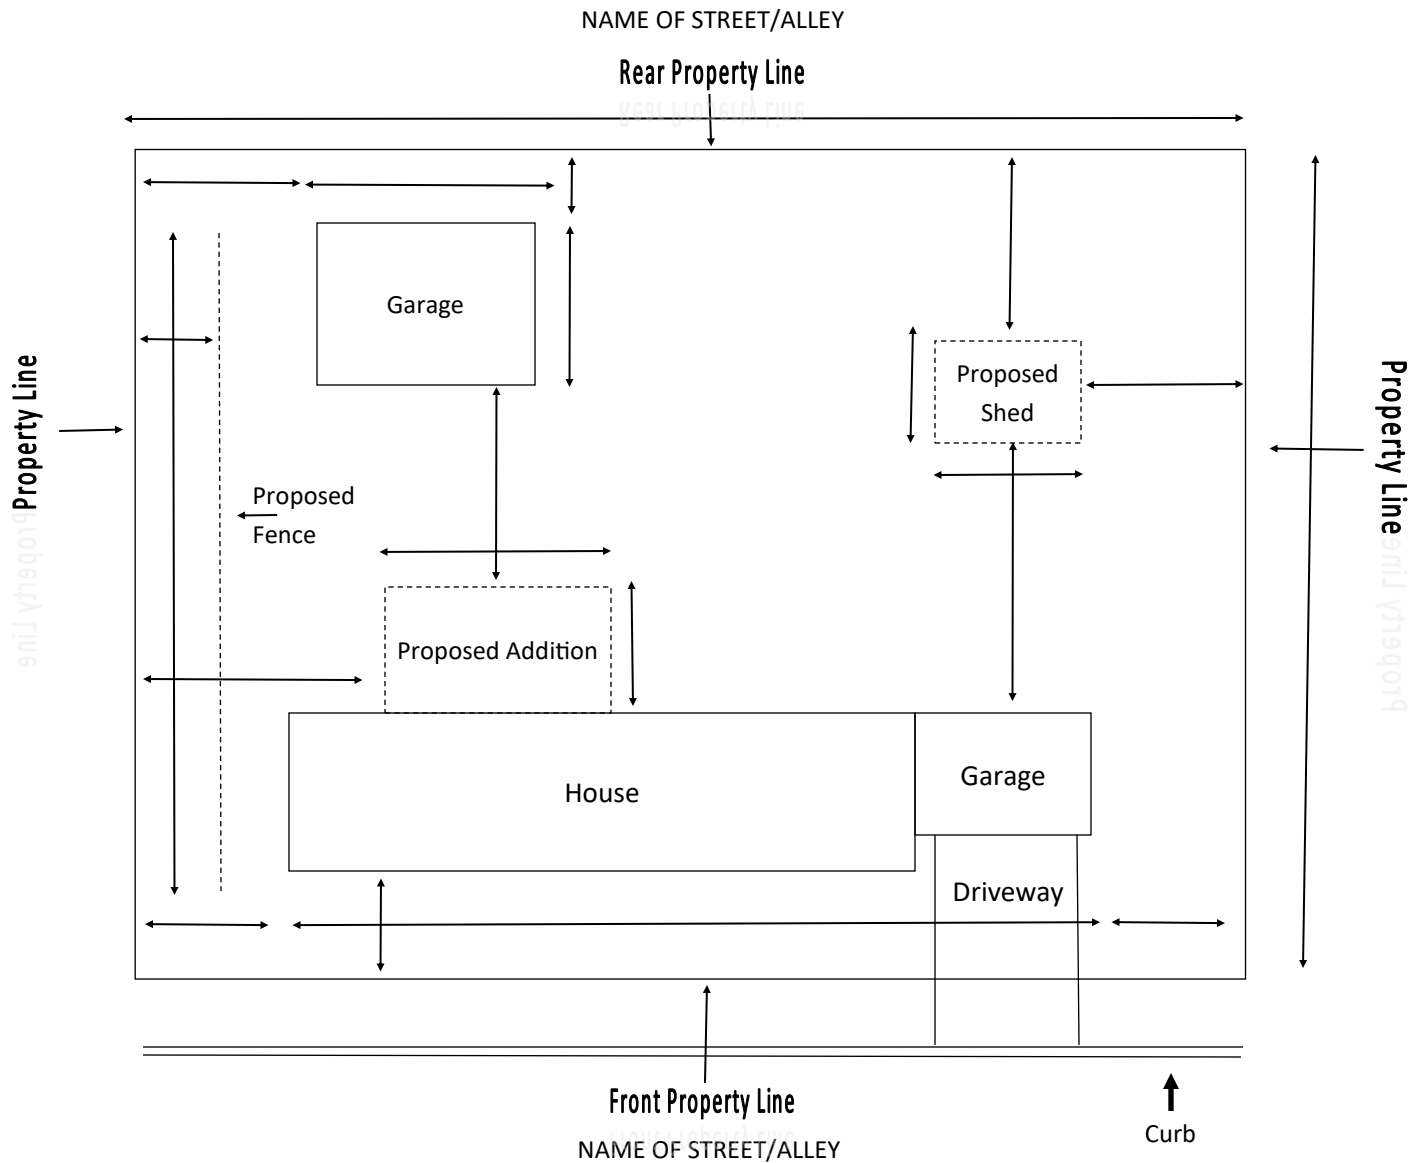 NAME OF STREET/ALLEY
Rear Property Line
Garage
Proposed
Shed
Property Line
Property Line
Proposed
Fence
Proposed Addition
House
Garage
Driveway
Front Property Line
Curb
NAME OF STREET/ALLEY